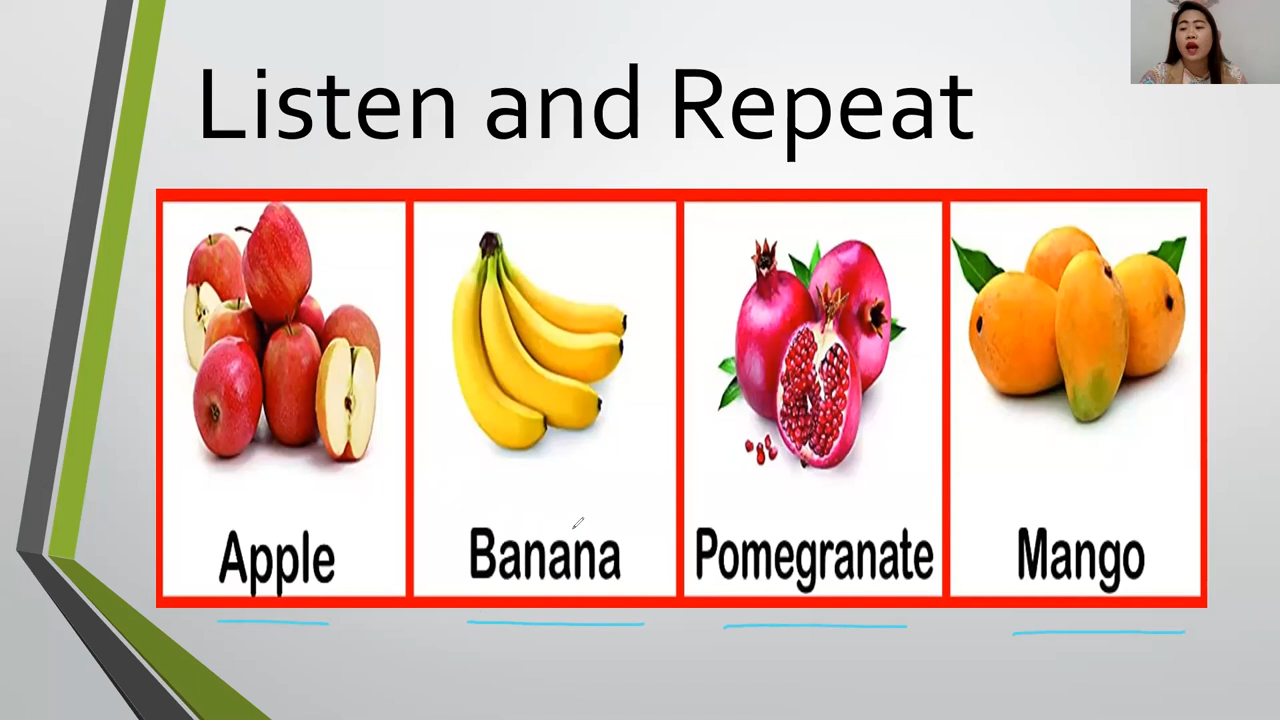 Listen and Repeat
Apple
Banana
Pomegranate
Mango